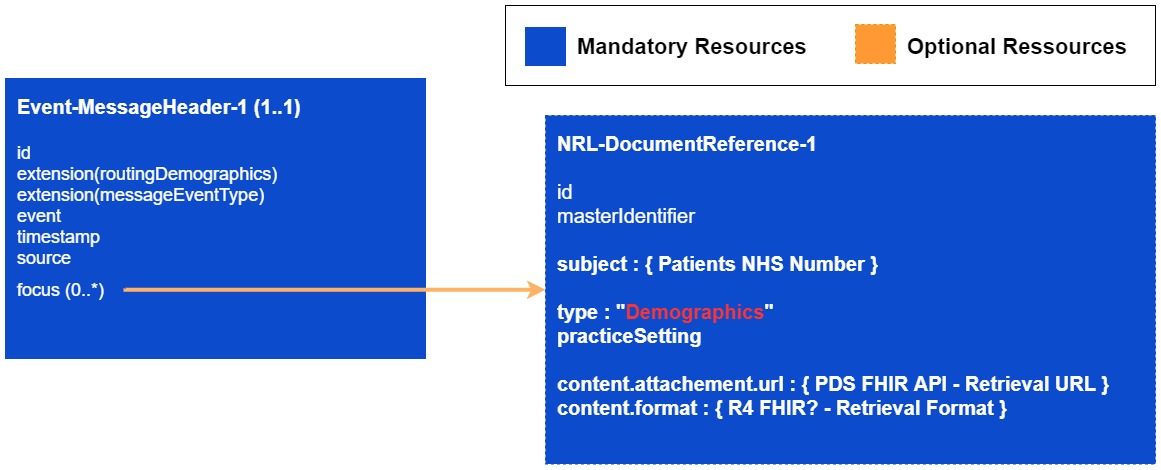 Mandatory Resources
Optional Ressources
Event-MessageHeader-1 (1..1)
id
extension(routingDemographics)
extension(messageEventType)
event
timestamp
source
focus (0..*)
NRL-DocumentReference-1
id
masterIdentifier
subject : { Patients NHS Number }
type : "Demographics"
practiceSetting
content.attachement.url : { PDS FHIR API - Retrieval URL }
content.format : { R4 FHIR? - Retrieval Format }